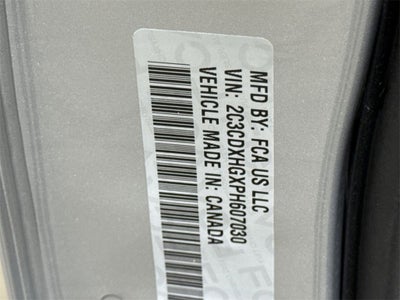 MFD BY: FCA US LLC
VIN: 2C3CDXHGXPH607030
VEHICLE MADE IN: CANADA